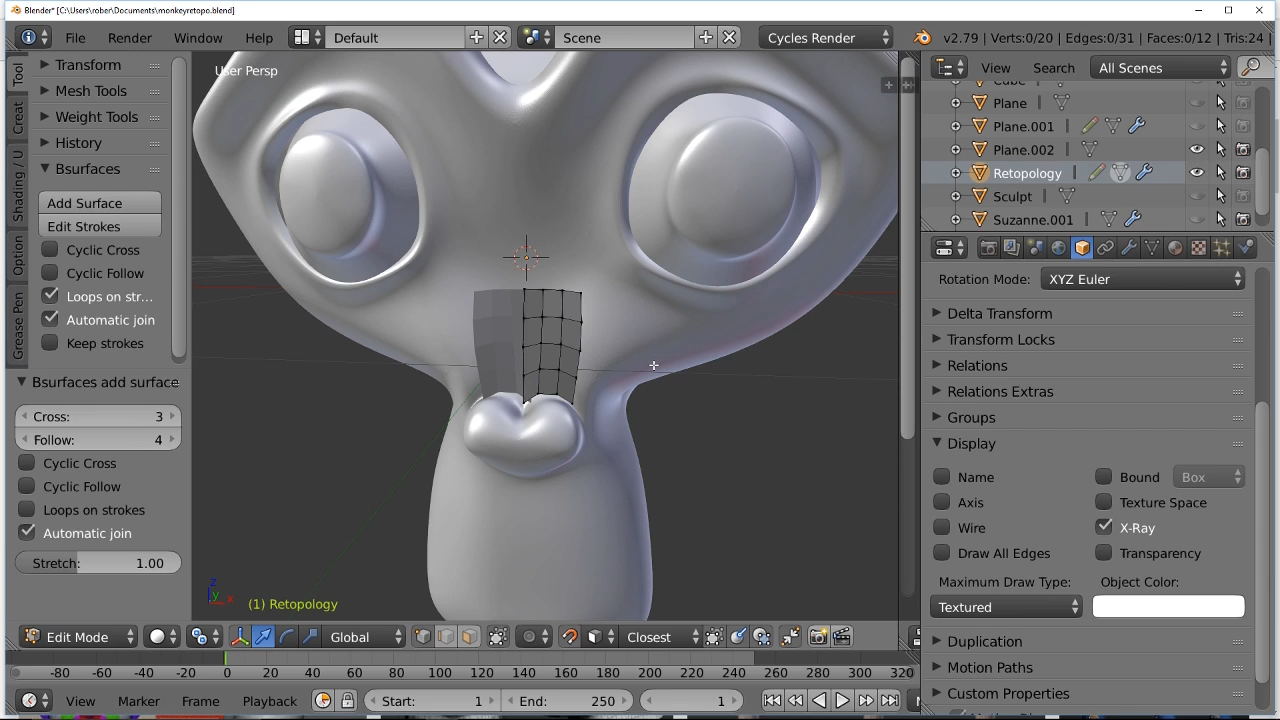 Blender* [C:\Users\rober\Documents\monkeyretopo.blend]
File Render Window Help Default Scene Cycles Render v2.79 | Verts:0/20 | Edges:0/31 | Faces:0/12 | Tris:24 |
Tool
Creat
Shading / U
Option
Grease Pen
Transform
Mesh Tools
Weight Tools
History
Bsurfaces
Add Surface
Edit Strokes
Cyclic Cross
Cyclic Follow
Loops on str...
Automatic join
Keep strokes
Bsurfaces add surface
Cross: 3
Follow: 4
Cyclic Cross
Cyclic Follow
Loops on strokes
Automatic join
Stretch: 1.00
User Persp
z
y x
(1) Retopology
View Search All Scenes
Cube
Plane
Plane.001
Plane.002
Retopology
Sculpt
Suzanne.001
Rotation Mode: XYZ Euler
Delta Transform
Transform Locks
Relations
Relations Extras
Groups
Display
Name Bound Box
Axis Texture Space
Wire X-Ray
Draw All Edges Transparency
Maximum Draw Type: Object Color:
Textured
Duplication
Motion Paths
Custom Properties
Edit Mode Global Closest
-80 -60 -40 -20 0 20 40 60 80 100 120 140 160 180 200 220 240 260 280 300 320
View Marker Frame Playback Start: 1 End: 250 1